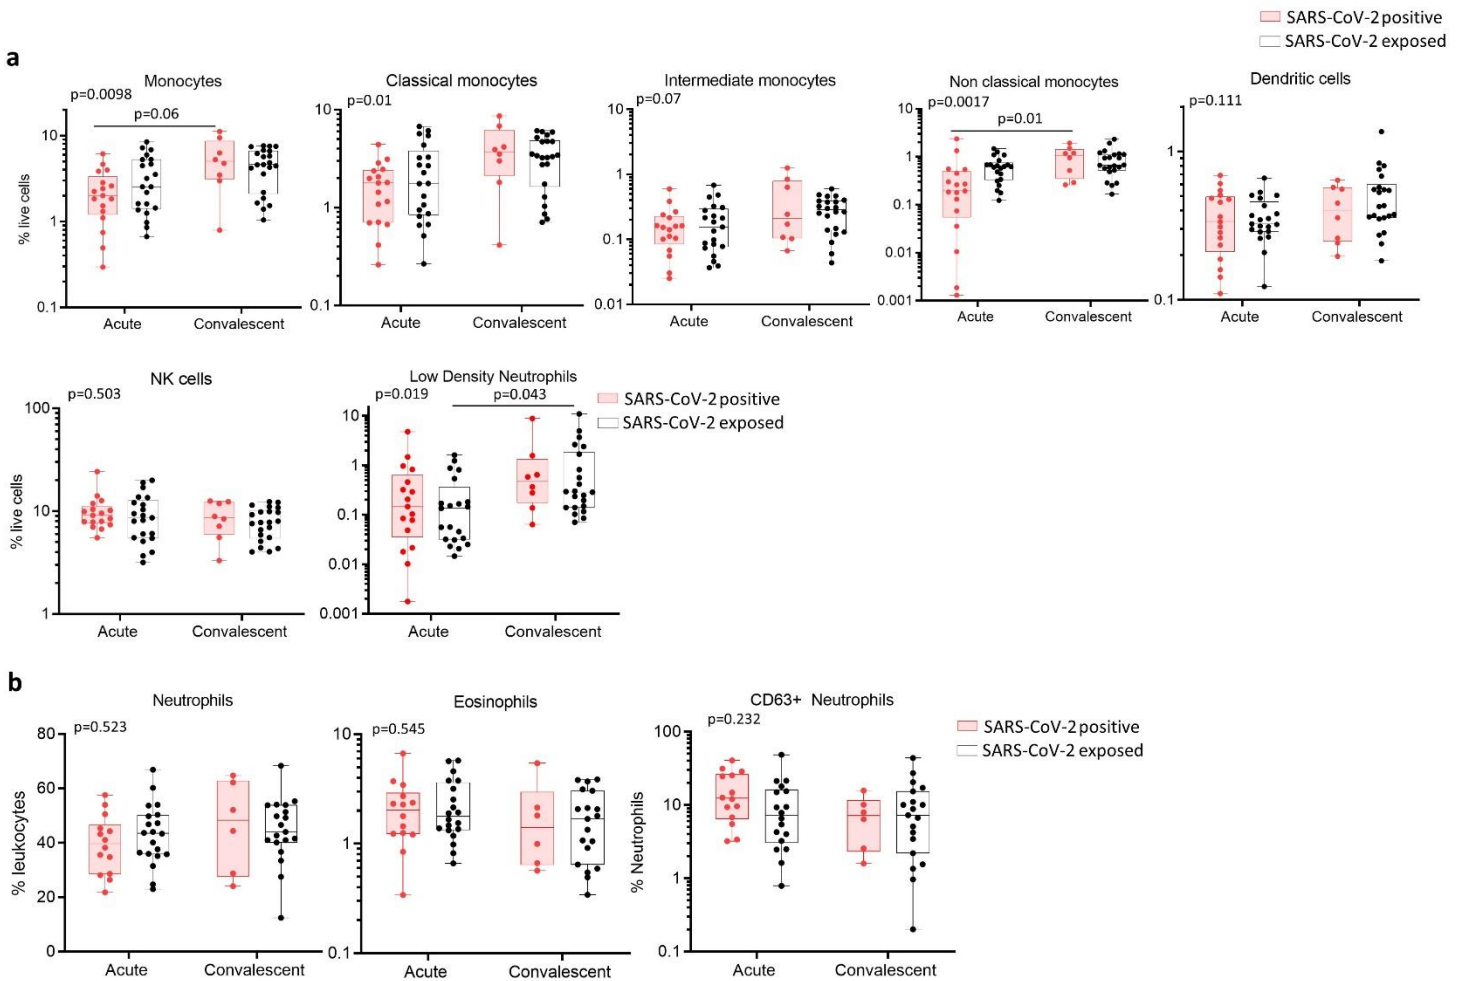 SARS-CoV-2 positive
SARS-CoV-2 exposed
a
Monocytes
p=0.0098
p=0.06
% live cells
10
1
0.1
Acute
Convalescent
Classical monocytes
p=0.01
10
1
0.1
Acute
Convalescent
Intermediate monocytes
p=0.07
10
1
0.1
0.01
Acute
Convalescent
Non classical monocytes
p=0.0017
p=0.01
10
1
0.1
0.01
0.001
Acute
Convalescent
Dendritic cells
p=0.111
1
0.1
Acute
Convalescent
NK cells
p=0.503
% live cells
100
10
1
Acute
Convalescent
Low Density Neutrophils
p=0.019
p=0.043
10
1
0.1
0.01
0.001
Acute
Convalescent
SARS-CoV-2 positive
SARS-CoV-2 exposed
b
Neutrophils
p=0.523
% leukocytes
80
60
40
20
0
Acute
Convalescent
Eosinophils
p=0.545
10
1
0.1
Acute
Convalescent
CD63+ Neutrophils
p=0.232
% Neutrophils
100
10
1
0.1
Acute
Convalescent
SARS-CoV-2 positive
SARS-CoV-2 exposed